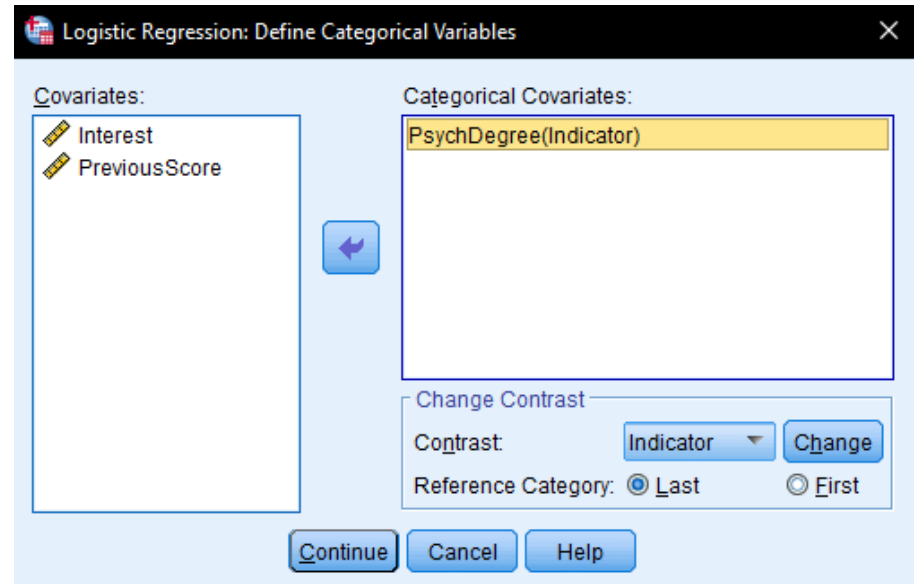 Logistic Regression: Define Categorical Variables
Covariates:
Interest
PreviousScore
Categorical Covariates:
PsychDegree(Indicator)
Change Contrast
Contrast: Indicator Change
Reference Category: Last First
Continue Cancel Help